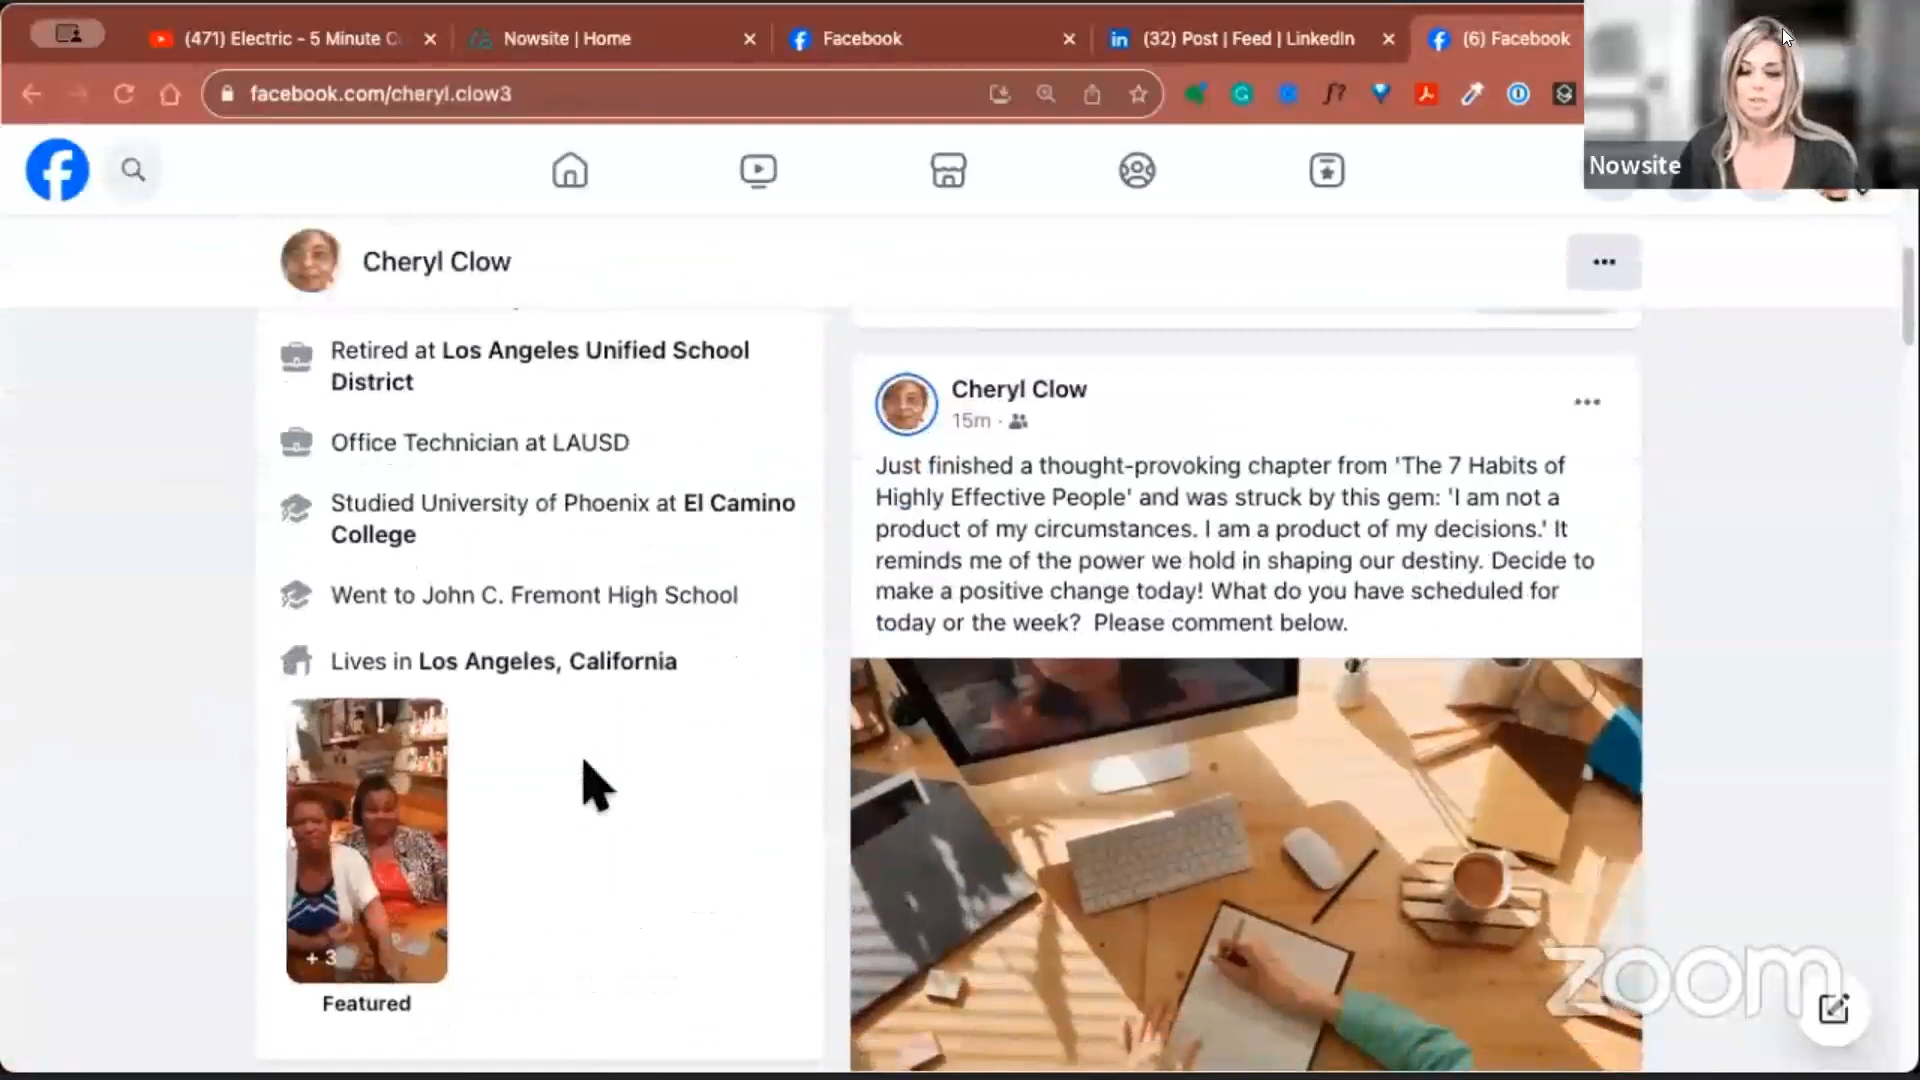 (471) Electric - 5 Minute C
Nowsite | Home
Facebook
(32) Post | Feed | LinkedIn
(6) Facebook
facebook.com/cheryl.clow3
Nowsite
Cheryl Clow
Retired at Los Angeles Unified School
District
Office Technician at LAUSD
Studied University of Phoenix at El Camino
College
Went to John C. Fremont High School
Lives in Los Angeles, California
+ 3
Featured
Cheryl Clow
15m ·
Just finished a thought-provoking chapter from 'The 7 Habits of
Highly Effective People' and was struck by this gem: 'I am not a
product of my circumstances. I am a product of my decisions.' It
reminds me of the power we hold in shaping our destiny. Decide to
make a positive change today! What do you have scheduled for
today or the week?  Please comment below.
zoom